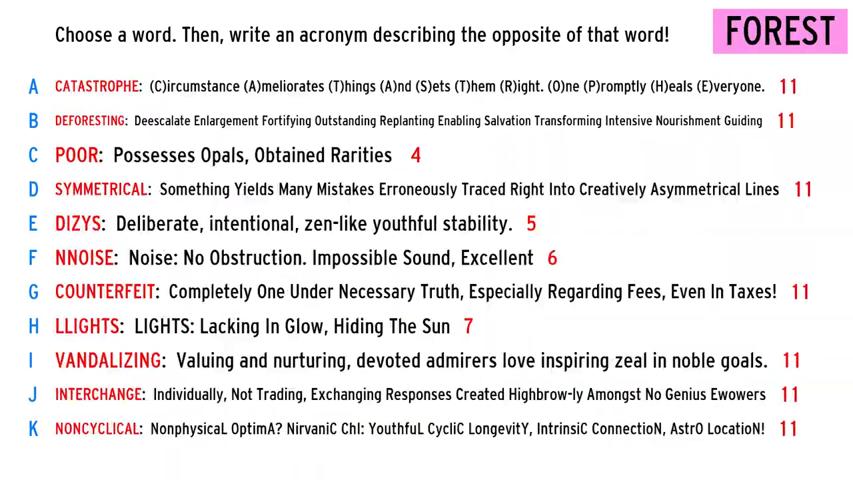 Choose a word. Then, write an acronym describing the opposite of that word!
FOREST
A CATASTROPHE: (C)ircumstance (A)meliorates (T)hings (A)nd (S)ets (T)hem (R)ight. (O)ne (P)romptly (H)eals (E)veryone. 11
B DEFORESTING: Deescalate Enlargement Fortifying Outstanding Replanting Enabling Salvation Transforming Intensive Nourishment Guiding 11
C POOR: Possesses Opals, Obtained Rarities 4
D SYMMETRICAL: Something Yields Many Mistakes Erroneously Traced Right Into Creatively Asymmetrical Lines 11
E DIZYS: Deliberate, intentional, zen-like youthful stability. 5
F NNOISE: Noise: No Obstruction. Impossible Sound, Excellent 6
G COUNTERFEIT: Completely One Under Necessary Truth, Especially Regarding Fees, Even In Taxes! 11
H LLIGHTS: LIGHTS: Lacking In Glow, Hiding The Sun 7
I VANDALIZING: Valuing and nurturing, devoted admirers love inspiring zeal in noble goals. 11
J INTERCHANGE: Individually, Not Trading, Exchanging Responses Created Highbrow-ly Amongst No Genius Ewowers 11
K NONCYCLICAL: NonphysicaL OptimA? NirvaniC ChI: YouthfuL CycliC LongevitY, IntrinsiC ConnectioN, AstrO LocatioN! 11